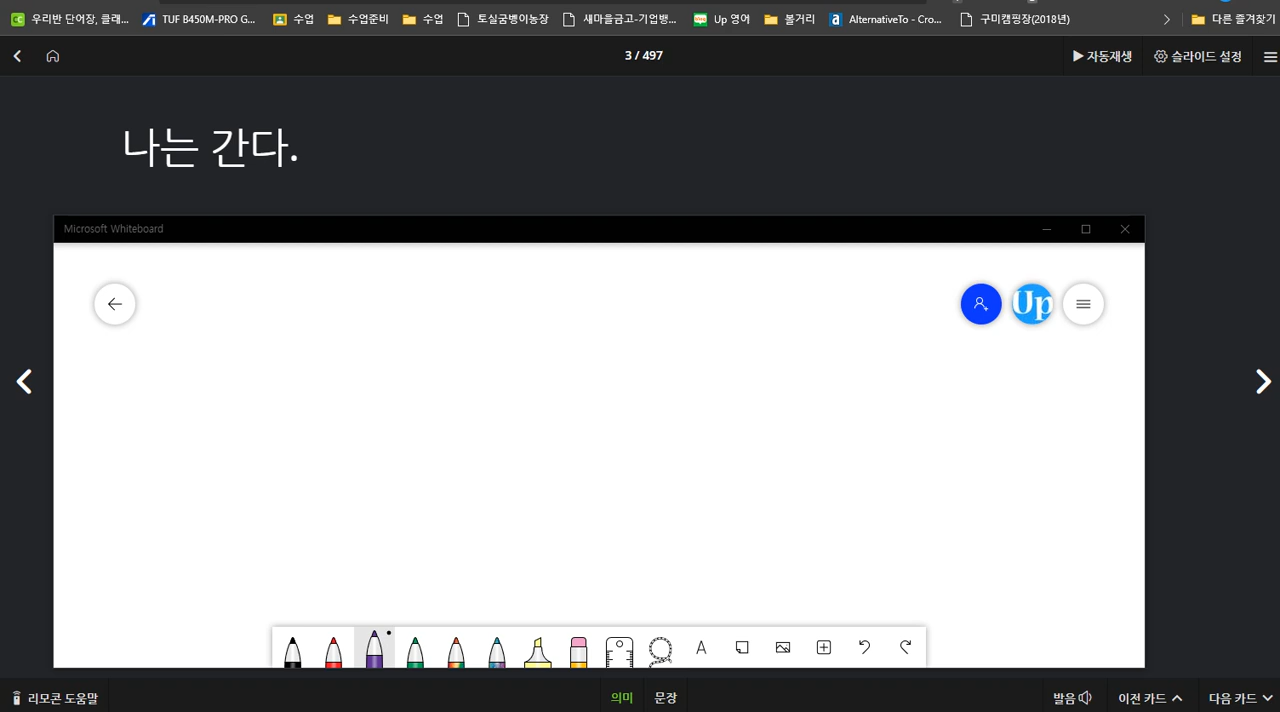 우리반 단어장, 클래... TUF B450M-PRO G... 수업 수업준비 수업 토실굼벵이농장 새마을금고-기업뱅... Up 영어 볼거리 AlternativeTo - Cro... 구미캠핑장(2018년) 다른 즐겨찾기
3 / 497 자동재생 슬라이드 설정
나는 간다.
Microsoft Whiteboard
Up
리모콘 도움말 의미 문장 발음 이전 카드 다음 카드